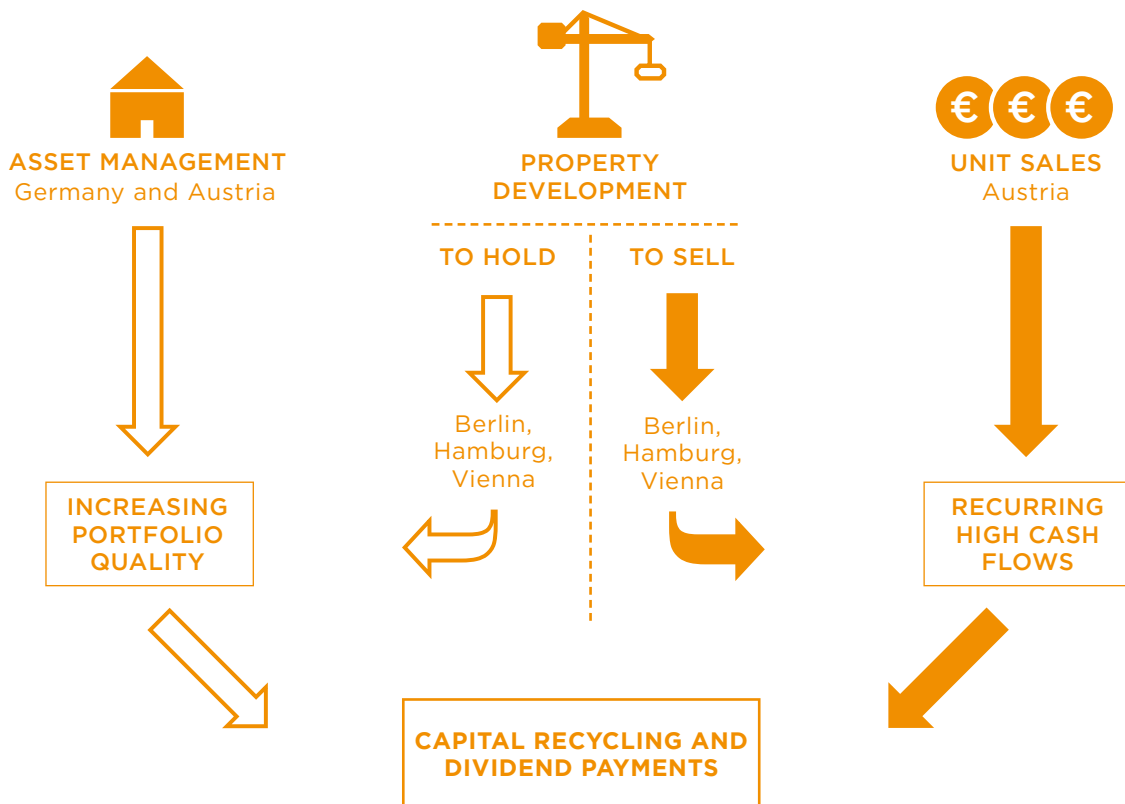 € € €
ASSET MANAGEMENT
Germany and Austria
PROPERTY
DEVELOPMENT
UNIT SALES
Austria
TO HOLD
TO SELL
Berlin,
Hamburg,
Vienna
Berlin,
Hamburg,
Vienna
INCREASING
PORTFOLIO
QUALITY
RECURRING
HIGH CASH
FLOWS
CAPITAL RECYCLING AND
DIVIDEND PAYMENTS